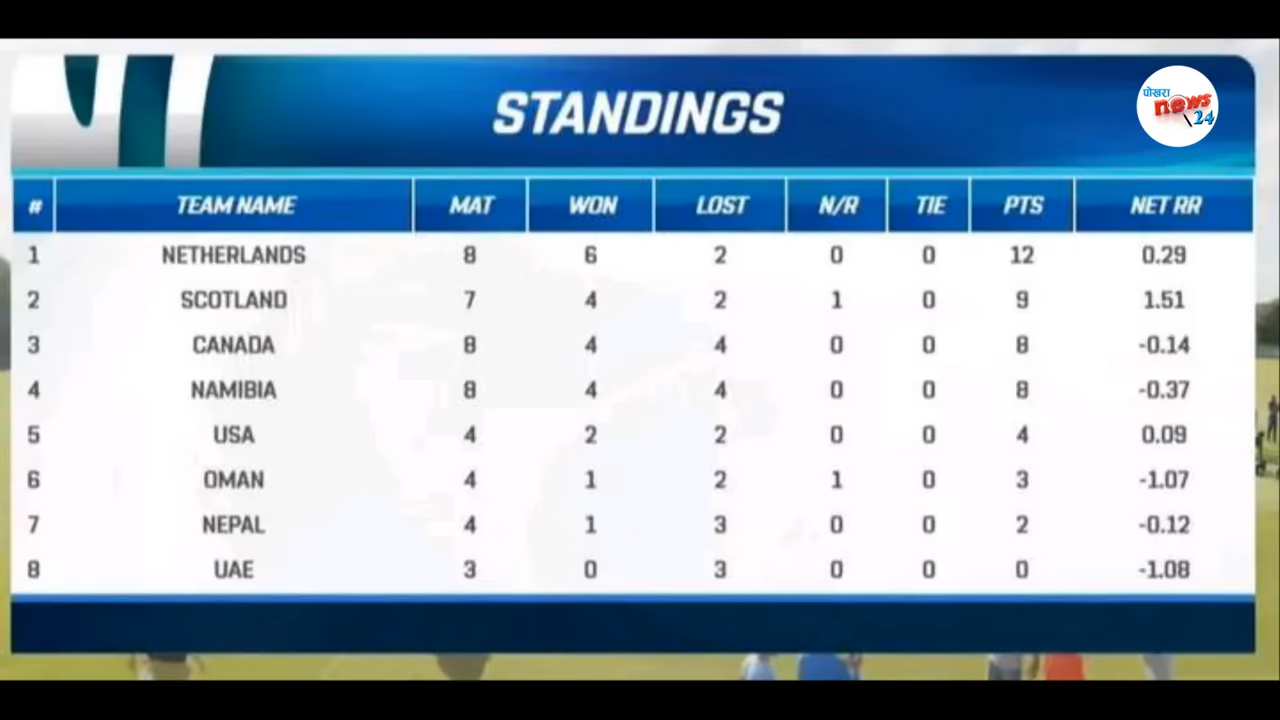 STANDINGS
पोखरा
news
24
# TEAM NAME MAT WON LOST N/R TIE PTS NET RR
1 NETHERLANDS 8 6 2 0 0 12 0.29
2 SCOTLAND 7 4 2 1 0 9 1.51
3 CANADA 8 4 4 0 0 8 -0.14
4 NAMIBIA 8 4 4 0 0 8 -0.37
5 USA 4 2 2 0 0 4 0.09
6 OMAN 4 1 2 1 0 3 -1.07
7 NEPAL 4 1 3 0 0 2 -0.12
8 UAE 3 0 3 0 0 0 -1.08